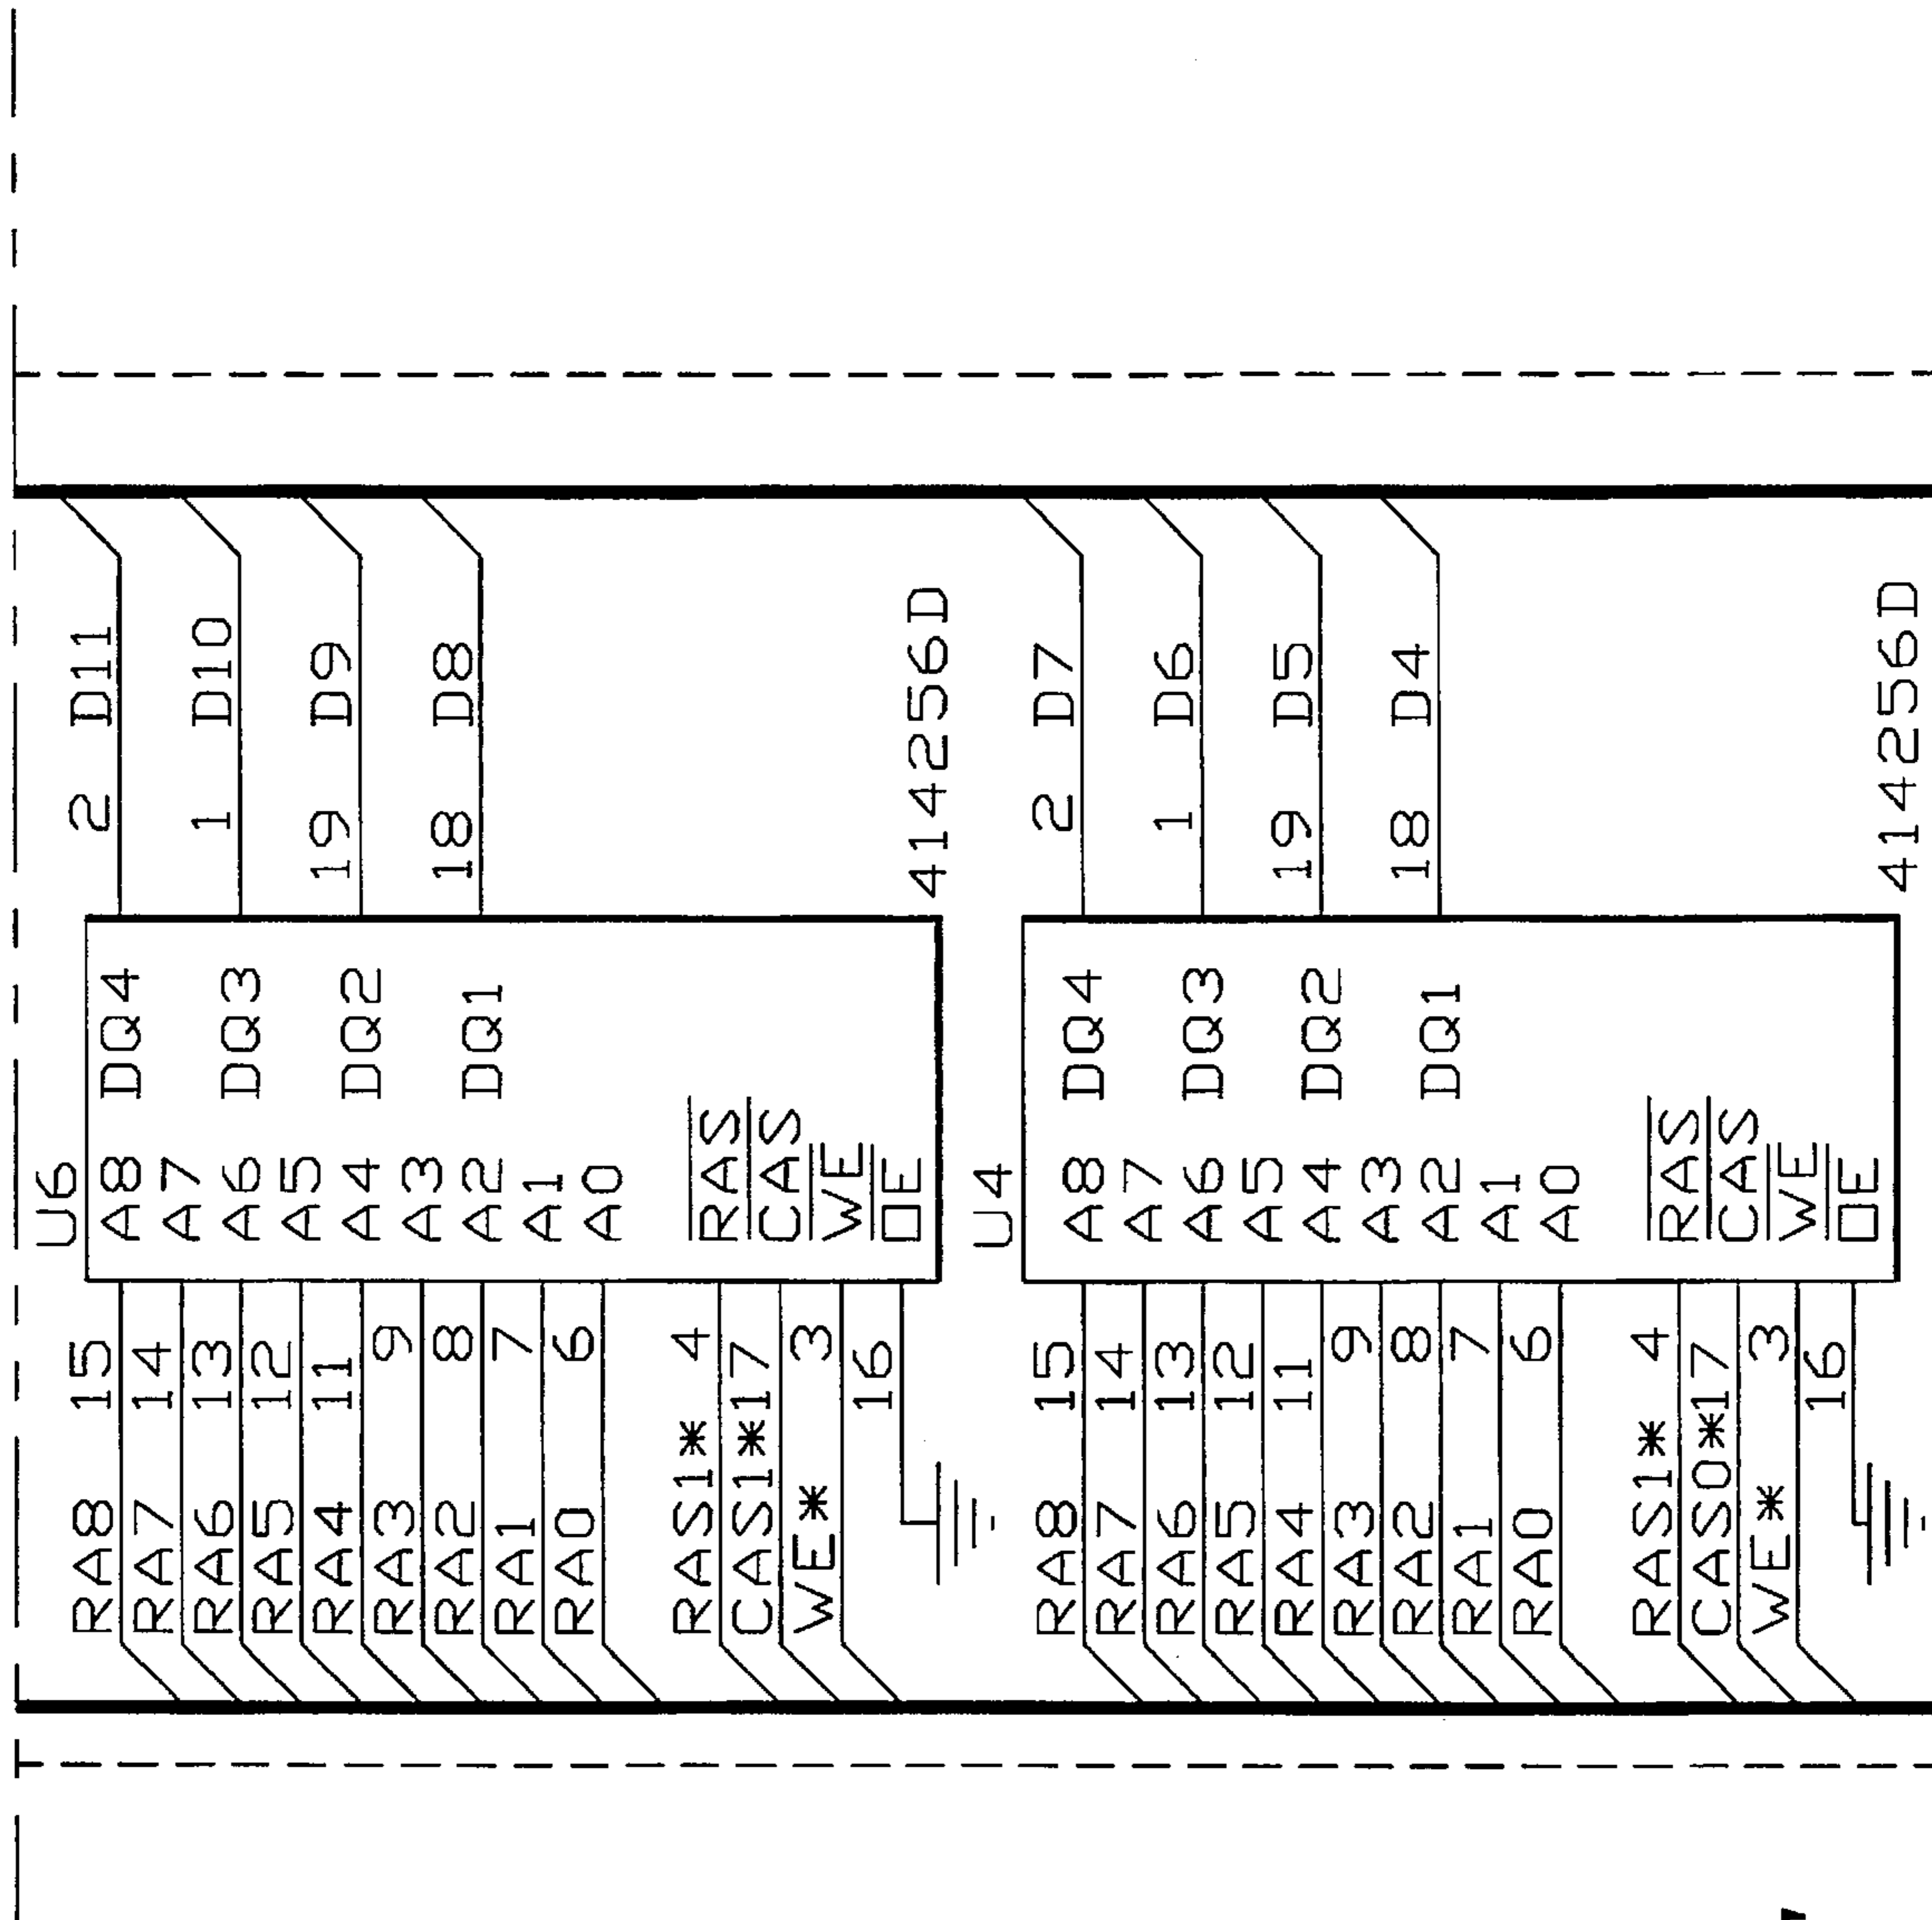 U6
RA8 15 A8 DQ4 2 D11
RA7 14 A7
RA6 13 A6 DQ3 1 D10
RA5 12 A5
RA4 11 A4 DQ2 19 D9
RA3 9 A3
RA2 8 A2 DQ1 18 D8
RA1 7 A1
RA0 6 A0
RAS1* 4 RAS
CAS1*17 CAS
WE* 3 WE
16 OE
414256D
U4
RA8 15 A8 DQ4 2 D7
RA7 14 A7
RA6 13 A6 DQ3 1 D6
RA5 12 A5
RA4 11 A4 DQ2 19 D5
RA3 9 A3
RA2 8 A2 DQ1 18 D4
RA1 7 A1
RA0 6 A0
RAS1* 4 RAS
CAS0*17 CAS
WE* 3 WE
16 OE
414256D